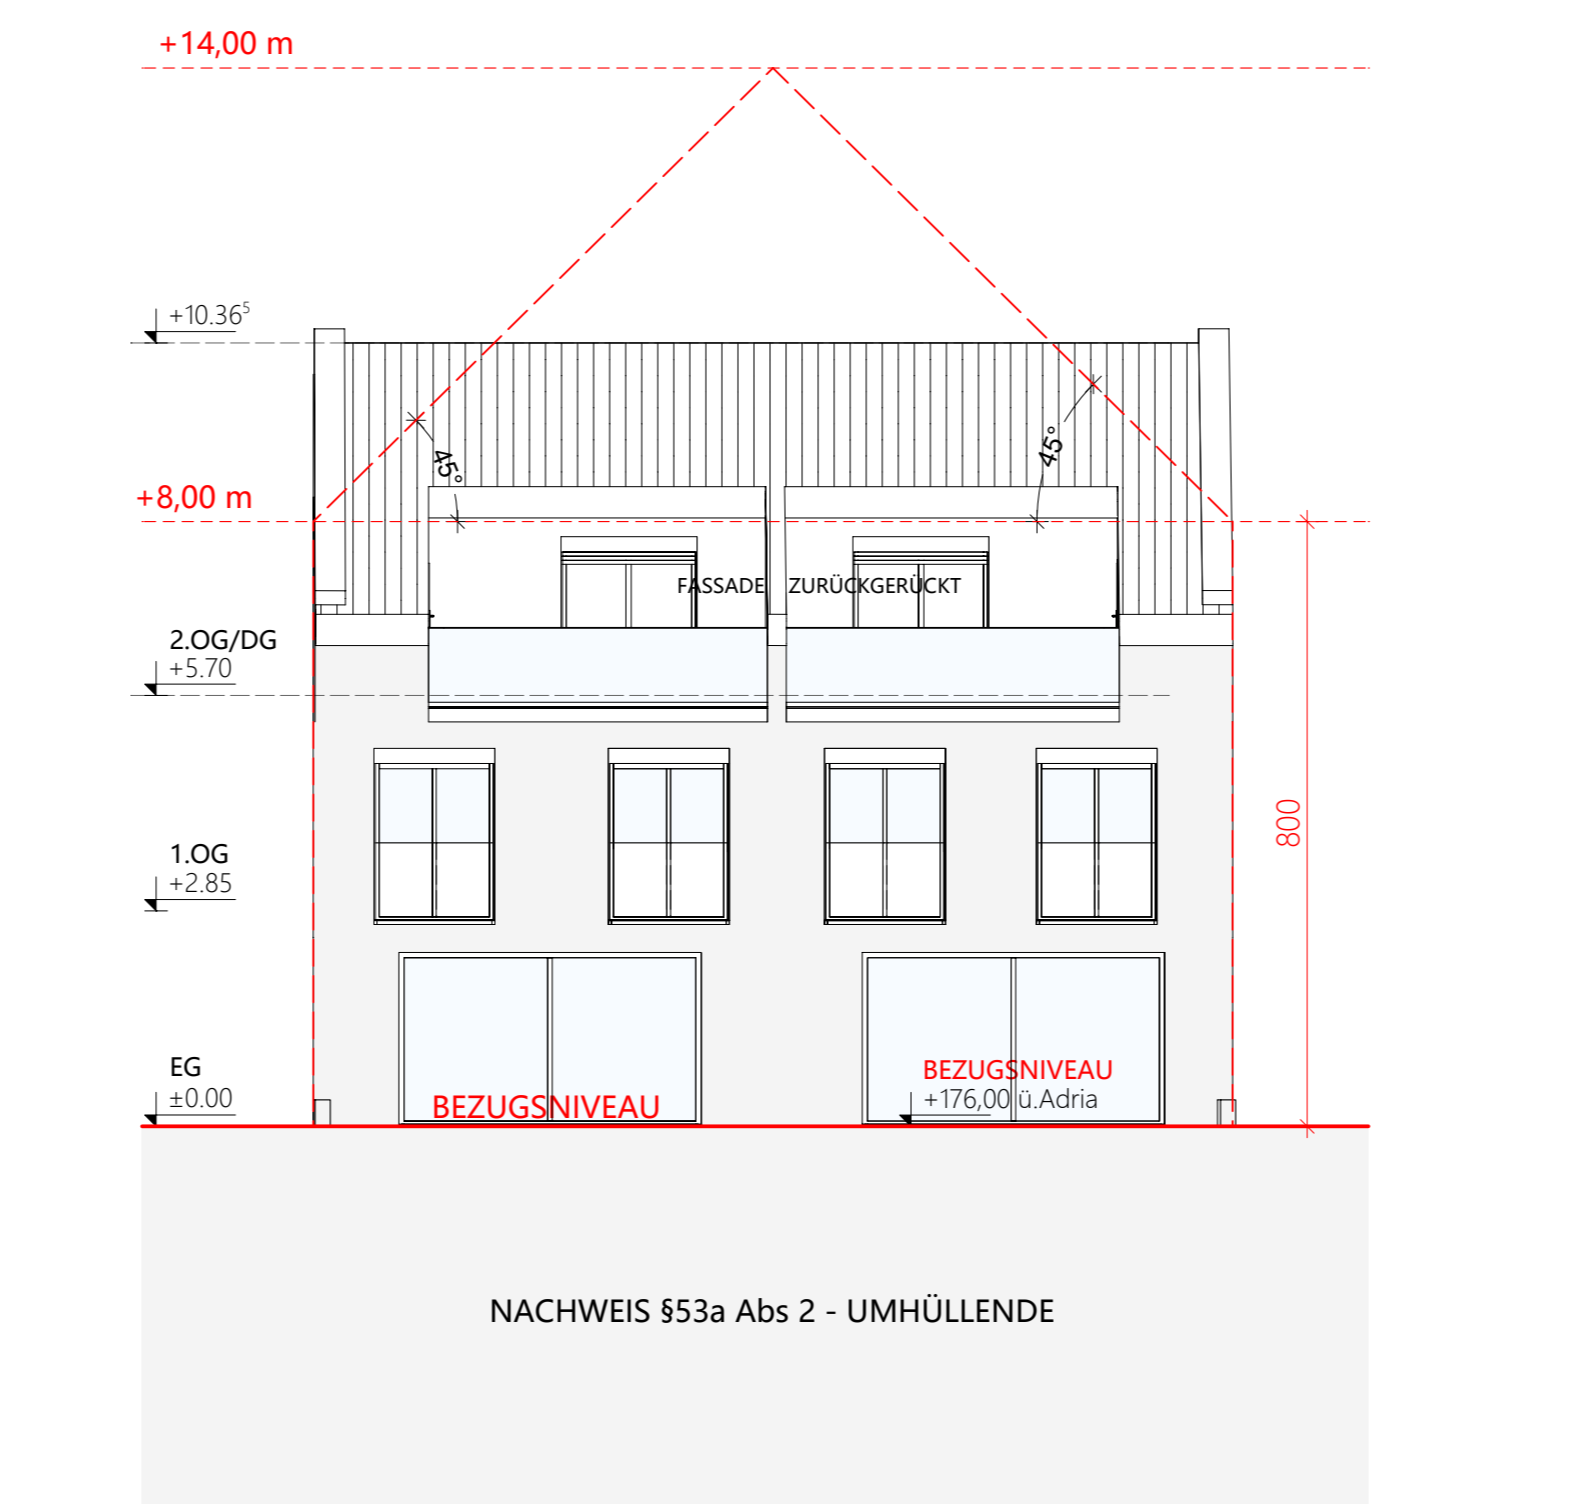 +14,00 m
+10.36⁵
45°
45°
+8,00 m
FASSADE ZURÜCKGERÜCKT
2.OG/DG
+5.70
800
1.OG
+2.85
EG
±0.00
BEZUGSNIVEAU
BEZUGSNIVEAU
+176,00 ü.Adria
NACHWEIS §53a Abs 2 - UMHÜLLENDE